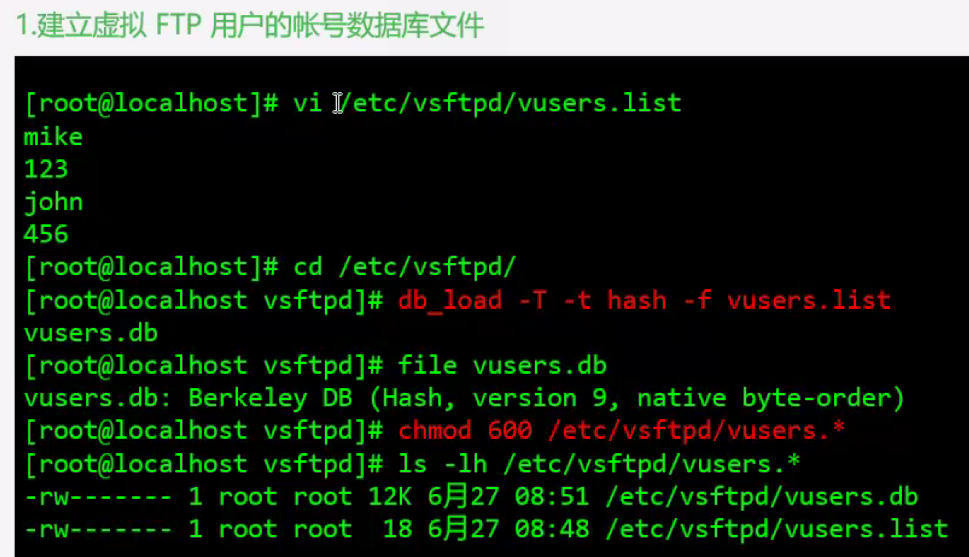 1.建立虚拟 FTP 用户的帐号数据库文件
[root@localhost]# vi /etc/vsftpd/vusers.list
mike
123
john
456
[root@localhost]# cd /etc/vsftpd/
[root@localhost vsftpd]# db_load -T -t hash -f vusers.list
vusers.db
[root@localhost vsftpd]# file vusers.db
vusers.db: Berkeley DB (Hash, version 9, native byte-order)
[root@localhost vsftpd]# chmod 600 /etc/vsftpd/vusers.*
[root@localhost vsftpd]# ls -lh /etc/vsftpd/vusers.*
-rw------- 1 root root 12K 6月27 08:51 /etc/vsftpd/vusers.db
-rw------- 1 root root  18 6月27 08:48 /etc/vsftpd/vusers.list